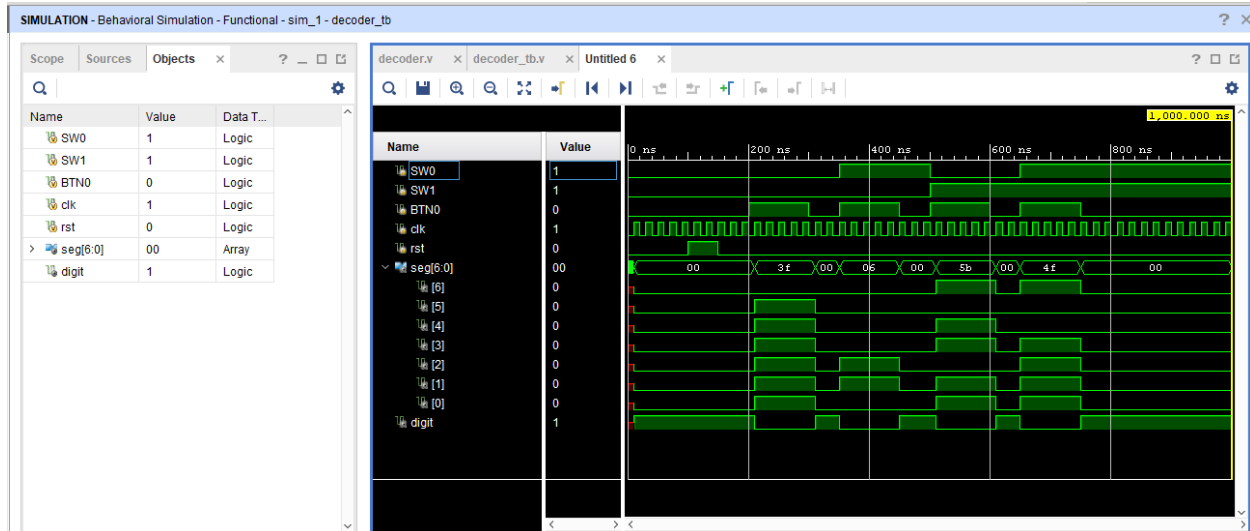 SIMULATION - Behavioral Simulation - Functional - sim_1 - decoder_tb
Scope Sources Objects
Name Value Data T...
SW0 1 Logic
SW1 1 Logic
BTN0 0 Logic
clk 1 Logic
rst 0 Logic
seg[6:0] 00 Array
digit 1 Logic
decoder.v decoder_tb.v Untitled 6
1,000.000 ns
Name Value
0 ns 200 ns 400 ns 600 ns 800 ns
SW0 1
SW1 1
BTN0 0
clk 1
rst 0
seg[6:0] 00 00 3f 00 06 00 5b 00 4f 00
[6] 0
[5] 0
[4] 0
[3] 0
[2] 0
[1] 0
[0] 0
digit 1